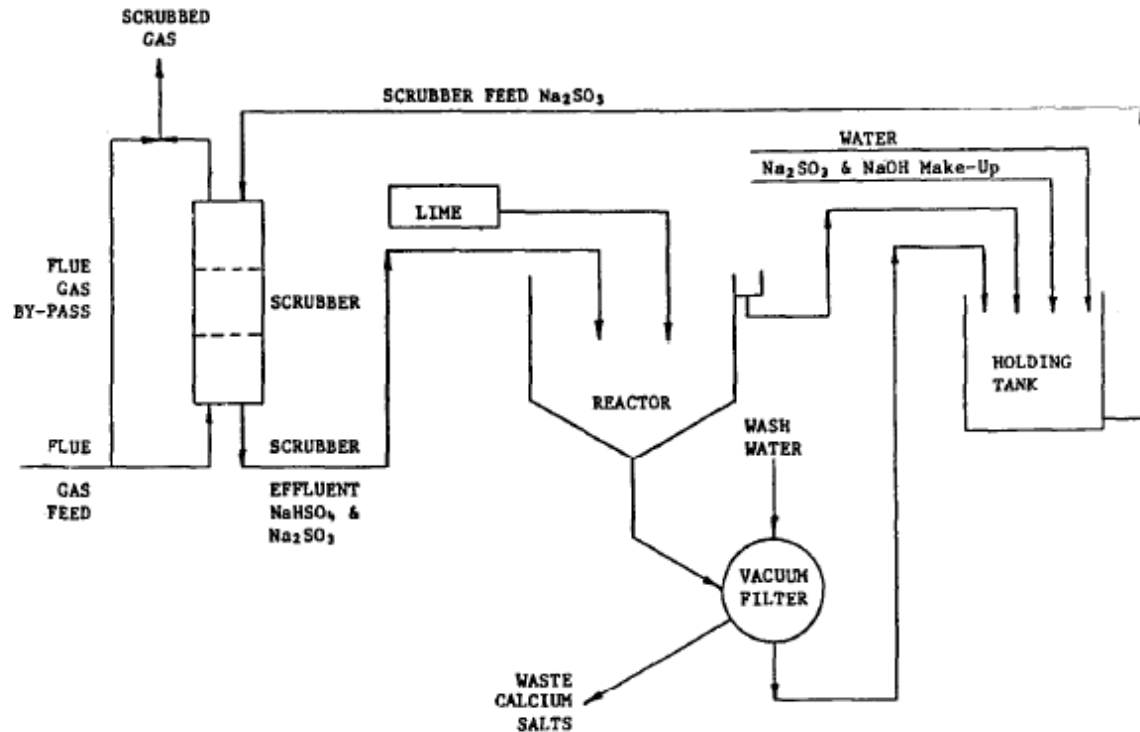 SCRUBBED
GAS
SCRUBBER FEED Na₂SO₃
WATER
Na₂SO₃ & NaOH Make-Up
LIME
FLUE
GAS
BY-PASS
SCRUBBER
REACTOR
HOLDING
TANK
FLUE
GAS
FEED
SCRUBBER
EFFLUENT
NaHSO₄ &
Na₂SO₃
WASH
WATER
VACUUM
FILTER
WASTE
CALCIUM
SALTS